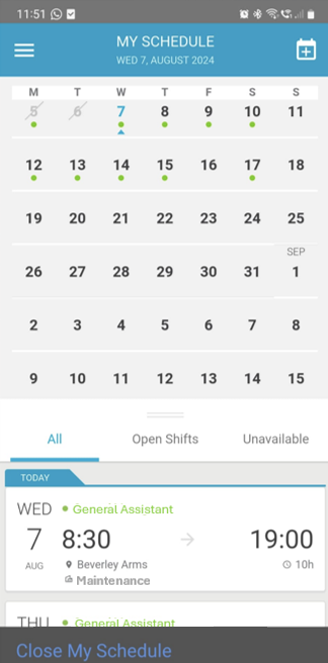 11:51
MY SCHEDULE
WED 7, AUGUST 2024
M T W T F S S
5 6 7 8 9 10 11
12 13 14 15 16 17 18
19 20 21 22 23 24 25
SEP
26 27 28 29 30 31 1
2 3 4 5 6 7 8
9 10 11 12 13 14 15
All Open Shifts Unavailable
TODAY
WED General Assistant
7 8:30 → 19:00
AUG Beverley Arms 10h
Maintenance
THU General Assistant
Close My Schedule